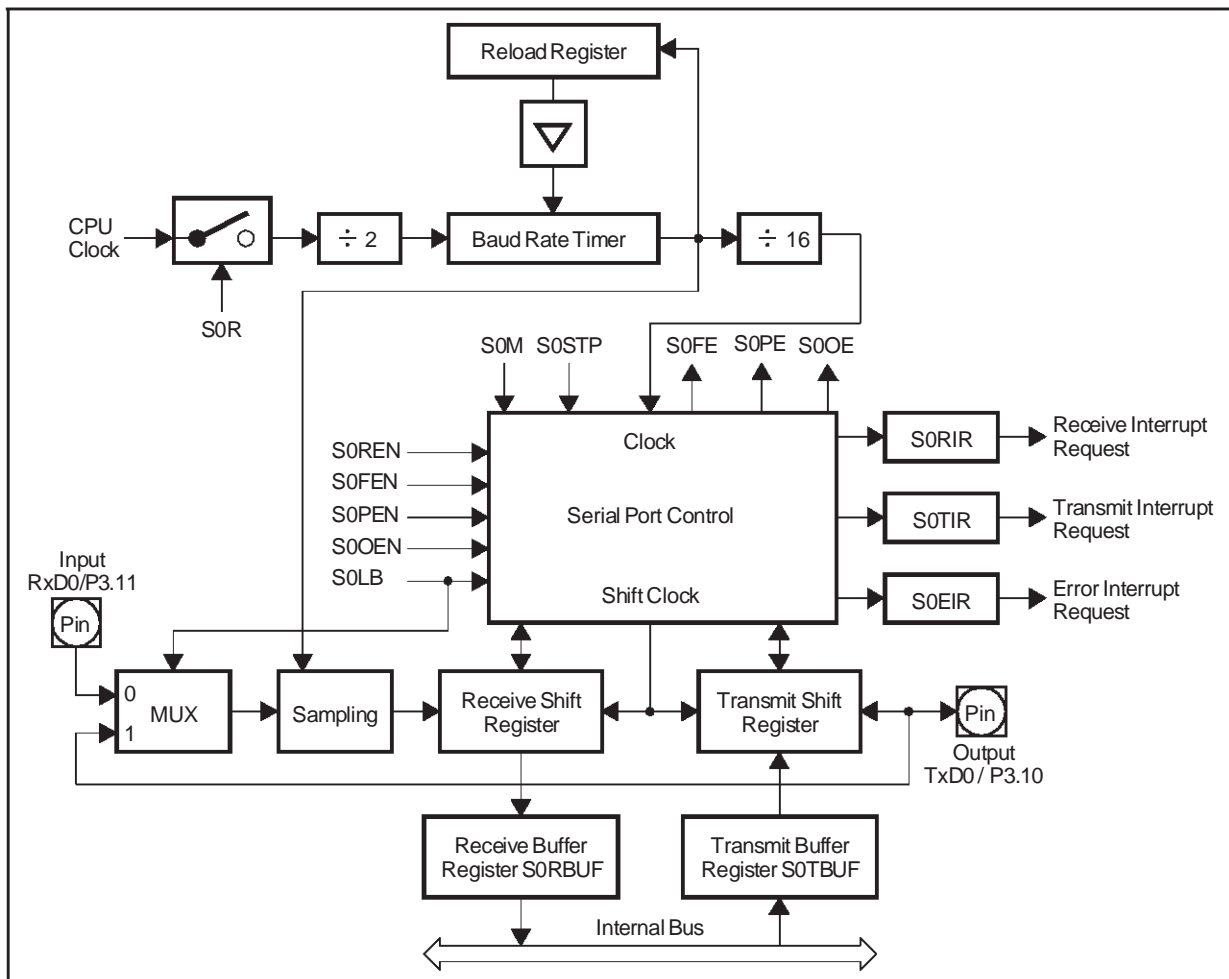 Reload Register
CPU
Clock
÷ 2
Baud Rate Timer
÷ 16
S0R
S0M
S0STP
S0FE
S0PE
S0OE
Clock
S0REN
S0FEN
S0PEN
S0OEN
S0LB
Serial Port Control
Shift Clock
S0RIR
Receive Interrupt
Request
S0TIR
Transmit Interrupt
Request
S0EIR
Error Interrupt
Request
Input
RxD0/P3.11
Pin
0
1
MUX
Sampling
Receive Shift
Register
Transmit Shift
Register
Pin
Output
TxD0 / P3.10
Receive Buffer
Register S0RBUF
Transmit Buffer
Register S0TBUF
Internal Bus